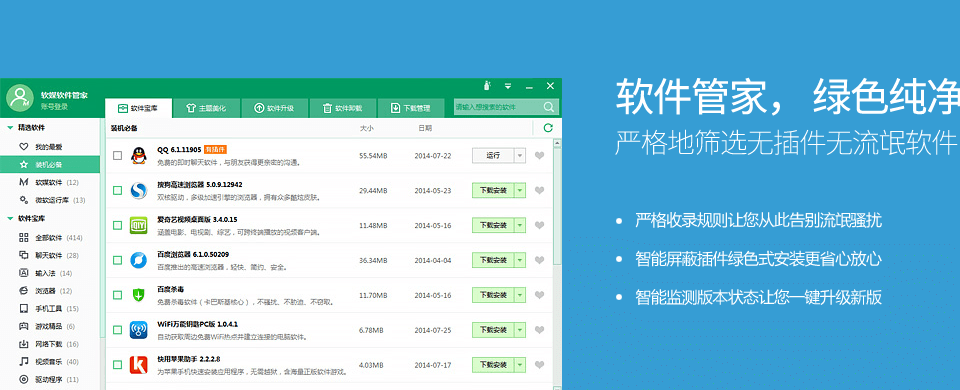 软媒软件管家
账号登录
软件宝库
主题美化
软件升级
软件卸载
下载管理
请输入想搜索的软件
精选软件
我的最爱
装机必备
软媒软件 (12)
微软运行库 (13)
软件宝库
全部软件 (414)
聊天软件 (28)
输入法 (14)
浏览器 (12)
手机工具 (15)
游戏精品 (6)
网络下载 (16)
视频音乐 (40)
驱动程序 (11)
装机必备 大小 日期
QQ 6.1.11905 有插件
免费的即时聊天软件，与朋友获得更亲密的沟通。
55.54MB 2014-07-22 运行
搜狗高速浏览器 5.0.9.12942
双核驱动，多级加速引擎的浏览器，拥有众多酷炫皮肤。
29.44MB 2014-05-23 下载安装
爱奇艺视频桌面版 3.4.0.15
涵盖电影、电视剧、综艺，可跨终端播放的视频客户端。
11.48MB 2014-05-16 下载安装
百度浏览器 6.1.0.50209
百度推出的高速浏览器，轻快、简约、安全。
36.34MB 2014-04-04 下载安装
百度杀毒
免费杀毒软件（卡巴斯基核心），不骚扰、不胁迫、不窃取。
11.70MB 2014-05-16 下载安装
WiFi万能钥匙PC版 1.0.4.1
自动获取周边免费WiFi热点并建立连接的电脑软件。
6.78MB 2014-07-25 下载安装
快用苹果助手 2.2.2.8
为苹果手机快速安装应用程序，无需越狱，含海量正版软件游戏。
4.03MB 2014-07-17 下载安装
软件管家，绿色纯净
严格地筛选无插件无流氓软件
严格收录规则让您从此告别流氓骚扰
智能屏蔽插件绿色式安装更省心放心
智能监测版本状态让您一键升级新版